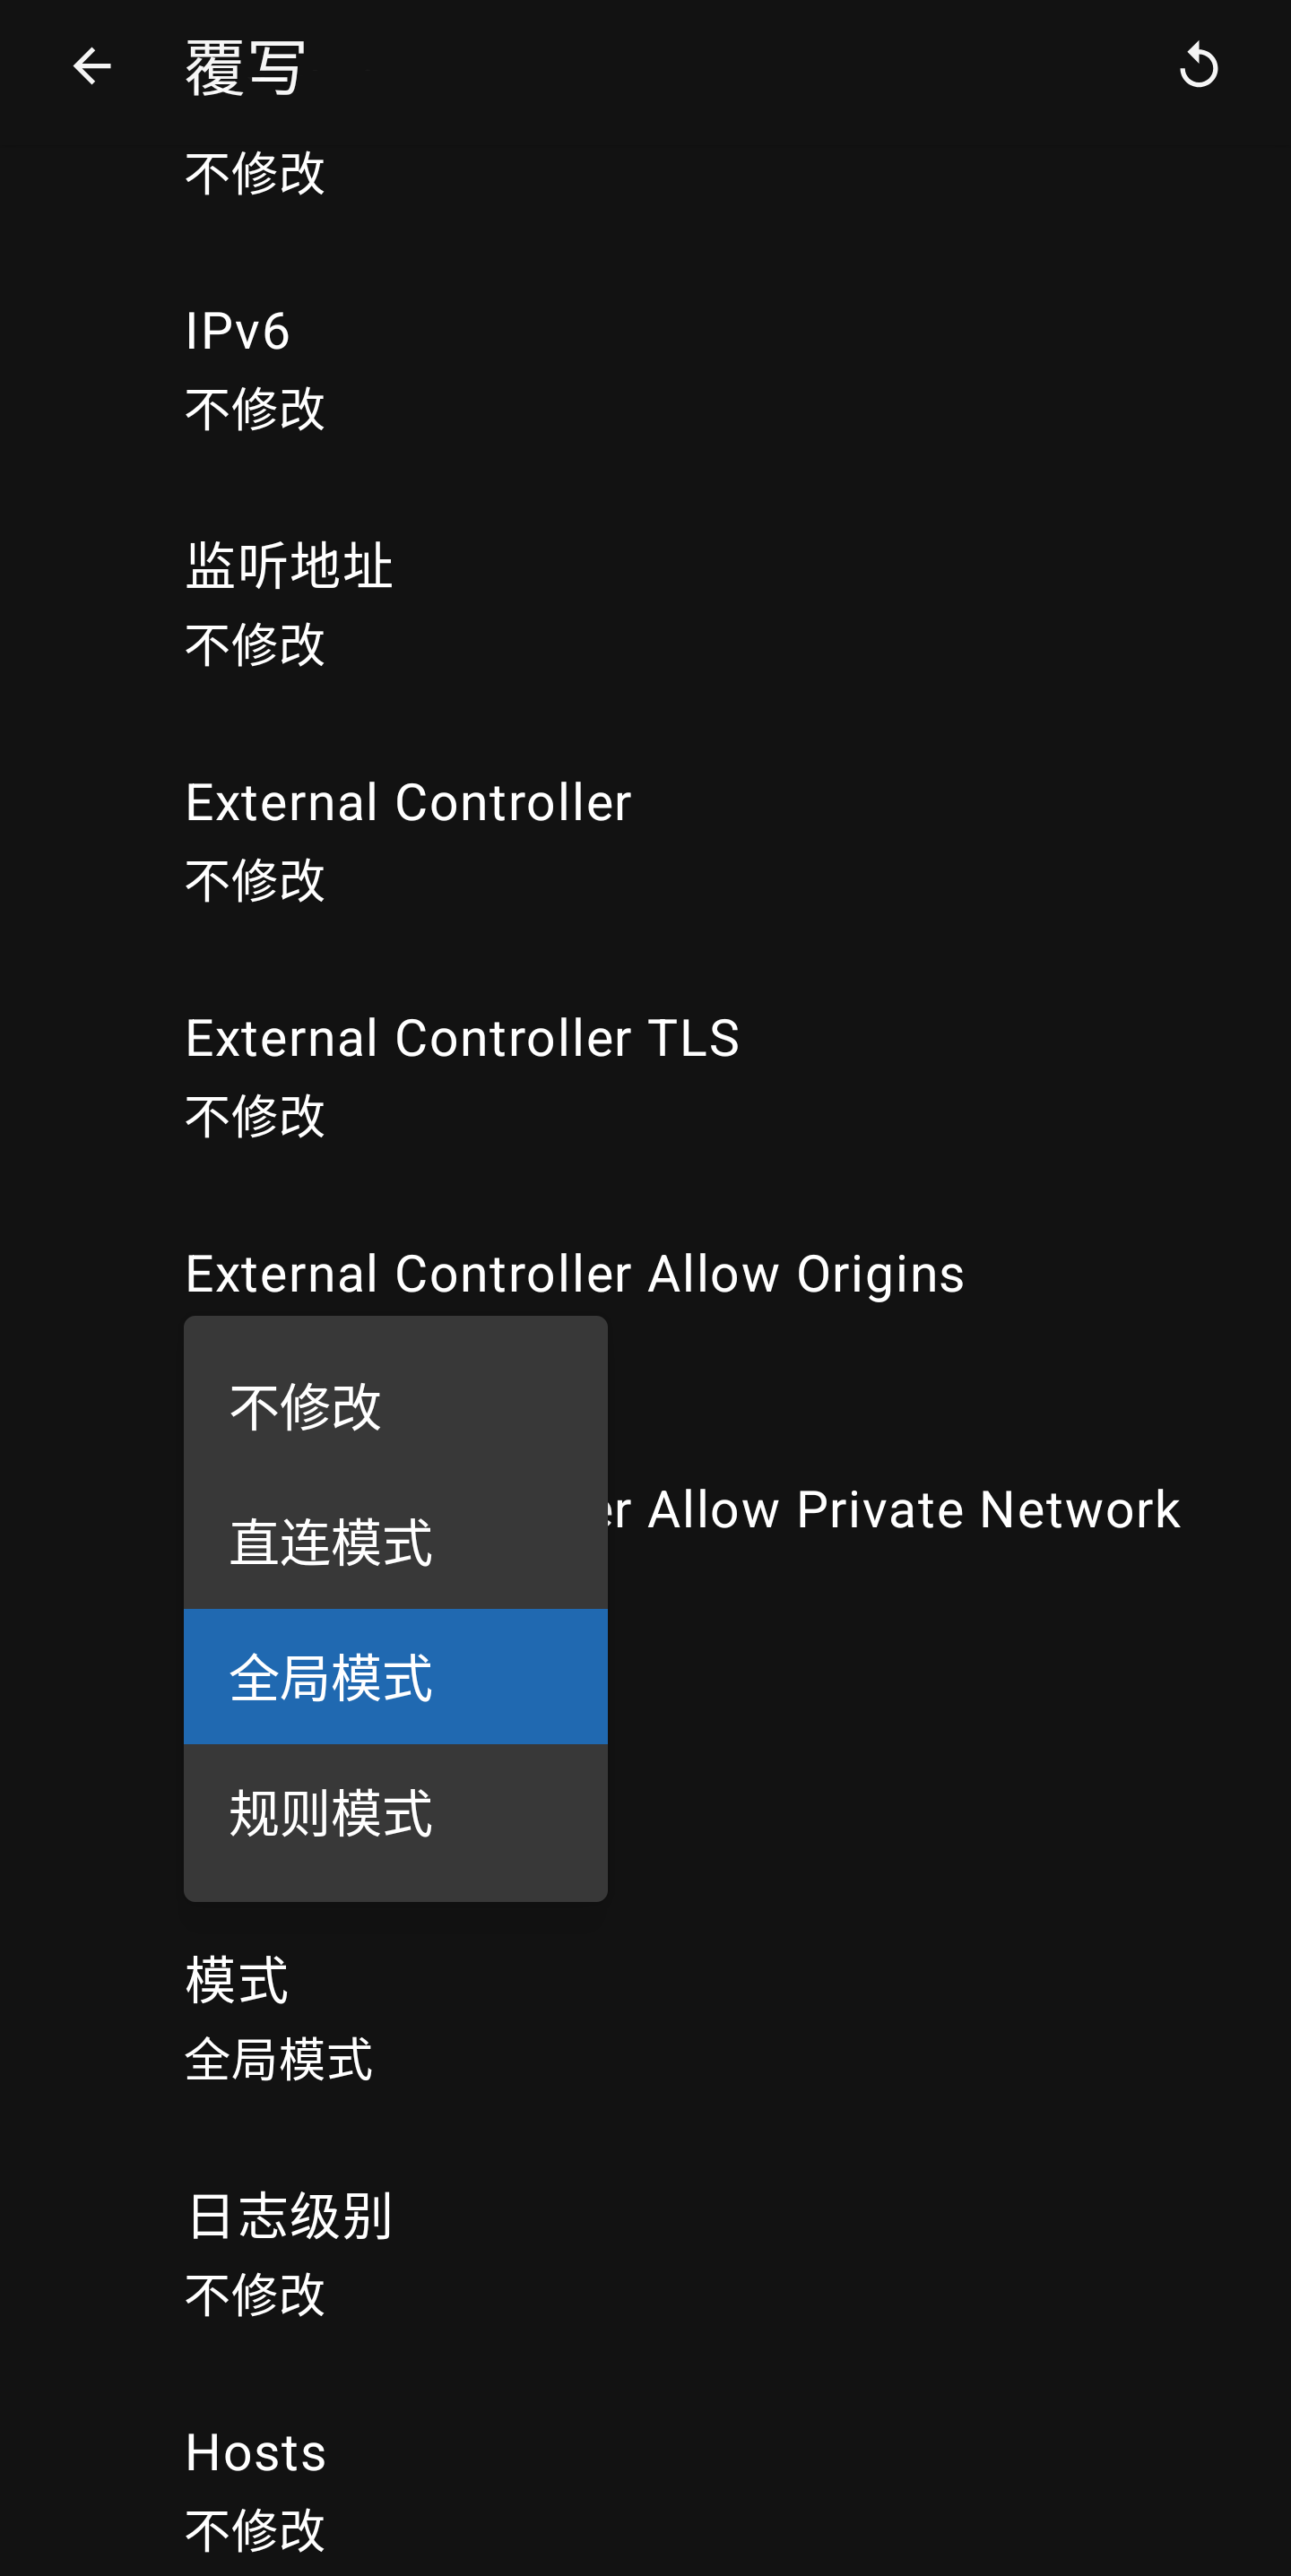 覆写
不修改
IPv6
不修改
监听地址
不修改
External Controller
不修改
External Controller TLS
不修改
External Controller Allow Origins
不修改
直连模式
全局模式
规则模式
Allow Private Network
模式
全局模式
日志级别
不修改
Hosts
不修改